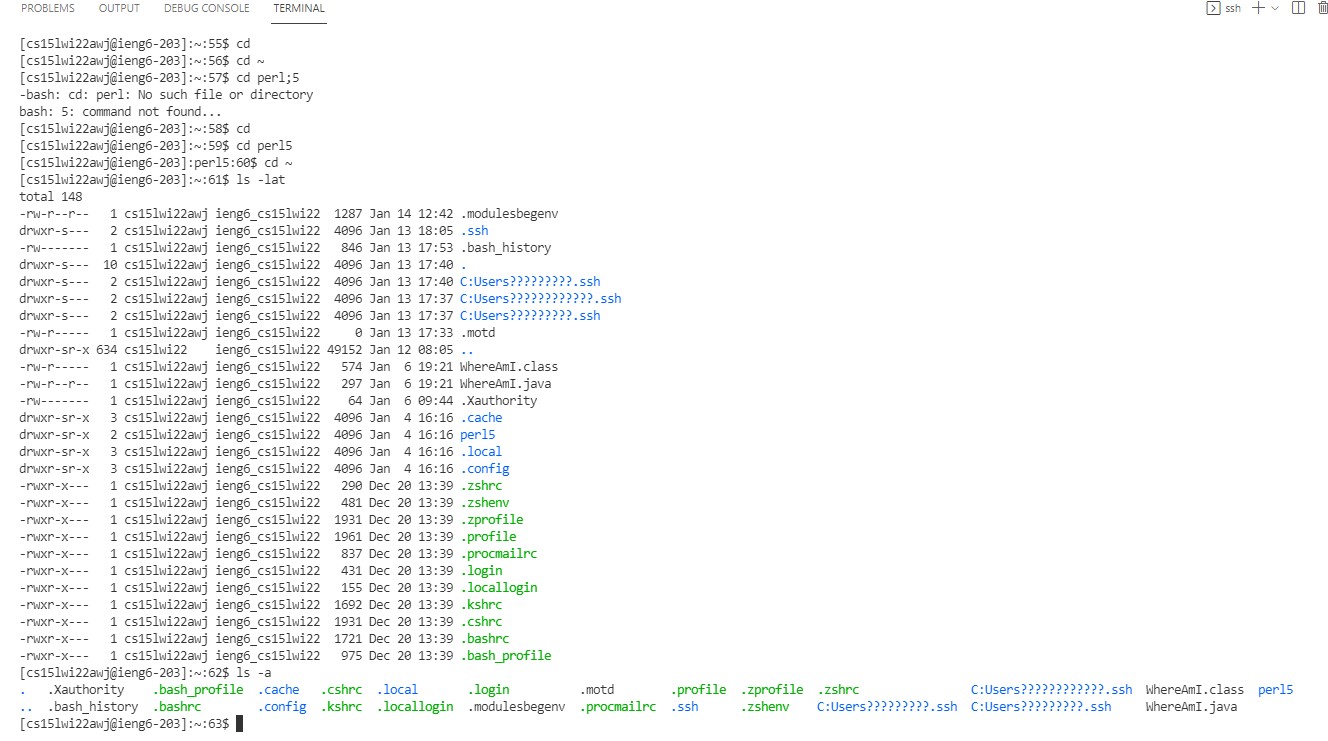 PROBLEMS OUTPUT DEBUG CONSOLE TERMINAL ssh
[cs15lwi22awj@ieng6-203]:~:55$ cd
[cs15lwi22awj@ieng6-203]:~:56$ cd ~
[cs15lwi22awj@ieng6-203]:~:57$ cd perl;5
-bash: cd: perl: No such file or directory
bash: 5: command not found...
[cs15lwi22awj@ieng6-203]:~:58$ cd
[cs15lwi22awj@ieng6-203]:~:59$ cd perl5
[cs15lwi22awj@ieng6-203]:perl5:60$ cd ~
[cs15lwi22awj@ieng6-203]:~:61$ ls -lat
total 148
-rw-r--r-- 1 cs15lwi22awj ieng6_cs15lwi22 1287 Jan 14 12:42 .modulesbegenv
drwxr-s--- 2 cs15lwi22awj ieng6_cs15lwi22 4096 Jan 13 18:05 .ssh
-rw------- 1 cs15lwi22awj ieng6_cs15lwi22 846 Jan 13 17:53 .bash_history
drwxr-s--- 10 cs15lwi22awj ieng6_cs15lwi22 4096 Jan 13 17:40 .
drwxr-s--- 2 cs15lwi22awj ieng6_cs15lwi22 4096 Jan 13 17:40 C:Users?????????.ssh
drwxr-s--- 2 cs15lwi22awj ieng6_cs15lwi22 4096 Jan 13 17:37 C:Users????????????.ssh
drwxr-s--- 2 cs15lwi22awj ieng6_cs15lwi22 4096 Jan 13 17:37 C:Users?????????.ssh
-rw-r----- 1 cs15lwi22awj ieng6_cs15lwi22 0 Jan 13 17:33 .motd
drwxr-sr-x 634 cs15lwi22 ieng6_cs15lwi22 49152 Jan 12 08:05 ..
-rw-r----- 1 cs15lwi22awj ieng6_cs15lwi22 574 Jan 6 19:21 WhereAmI.class
-rw-r--r-- 1 cs15lwi22awj ieng6_cs15lwi22 297 Jan 6 19:21 WhereAmI.java
-rw------- 1 cs15lwi22awj ieng6_cs15lwi22 64 Jan 6 09:44 .Xauthority
drwxr-sr-x 3 cs15lwi22awj ieng6_cs15lwi22 4096 Jan 4 16:16 .cache
drwxr-sr-x 2 cs15lwi22awj ieng6_cs15lwi22 4096 Jan 4 16:16 perl5
drwxr-sr-x 3 cs15lwi22awj ieng6_cs15lwi22 4096 Jan 4 16:16 .local
drwxr-sr-x 3 cs15lwi22awj ieng6_cs15lwi22 4096 Jan 4 16:16 .config
-rwxr-x--- 1 cs15lwi22awj ieng6_cs15lwi22 290 Dec 20 13:39 .zshrc
-rwxr-x--- 1 cs15lwi22awj ieng6_cs15lwi22 481 Dec 20 13:39 .zshenv
-rwxr-x--- 1 cs15lwi22awj ieng6_cs15lwi22 1931 Dec 20 13:39 .zprofile
-rwxr-x--- 1 cs15lwi22awj ieng6_cs15lwi22 1961 Dec 20 13:39 .profile
-rwxr-x--- 1 cs15lwi22awj ieng6_cs15lwi22 837 Dec 20 13:39 .procmailrc
-rwxr-x--- 1 cs15lwi22awj ieng6_cs15lwi22 431 Dec 20 13:39 .login
-rwxr-x--- 1 cs15lwi22awj ieng6_cs15lwi22 155 Dec 20 13:39 .locallogin
-rwxr-x--- 1 cs15lwi22awj ieng6_cs15lwi22 1692 Dec 20 13:39 .kshrc
-rwxr-x--- 1 cs15lwi22awj ieng6_cs15lwi22 1931 Dec 20 13:39 .cshrc
-rwxr-x--- 1 cs15lwi22awj ieng6_cs15lwi22 1721 Dec 20 13:39 .bashrc
-rwxr-x--- 1 cs15lwi22awj ieng6_cs15lwi22 975 Dec 20 13:39 .bash_profile
[cs15lwi22awj@ieng6-203]:~:62$ ls -a
. .Xauthority .bash_profile .cache .cshrc .local .login .motd .profile .zprofile .zshrc C:Users????????????.ssh WhereAmI.class perl5
.. .bash_history .bashrc .config .kshrc .locallogin .modulesbegenv .procmailrc .ssh .zshenv C:Users?????????.ssh C:Users?????????.ssh WhereAmI.java
[cs15lwi22awj@ieng6-203]:~:63$